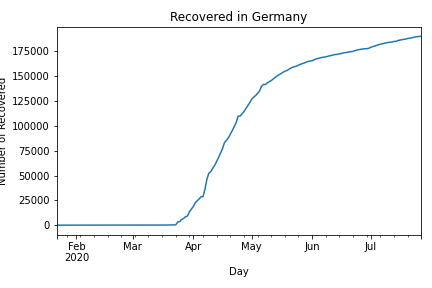 Recovered in Germany
Number of Recovered
175000
150000
125000
100000
75000
50000
25000
0
Feb
2020
Mar
Apr
May
Jun
Jul
Day